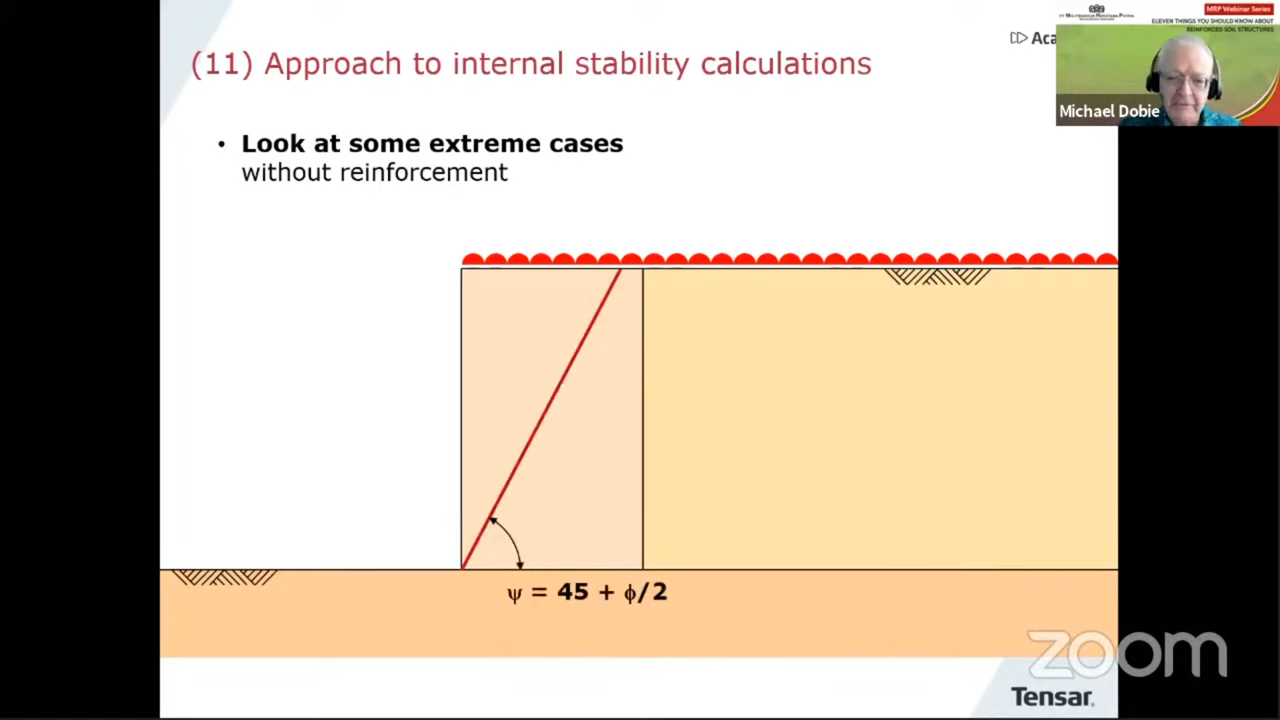 (11) Approach to internal stability calculations
MRP Webinar Series
ELEVEN THINGS YOU SHOULD KNOW ABOUT
REINFORCED SOIL STRUCTURES
Aca
Michael Dobie
• Look at some extreme cases
without reinforcement
ψ = 45 + ϕ/2
zoom
Tensar